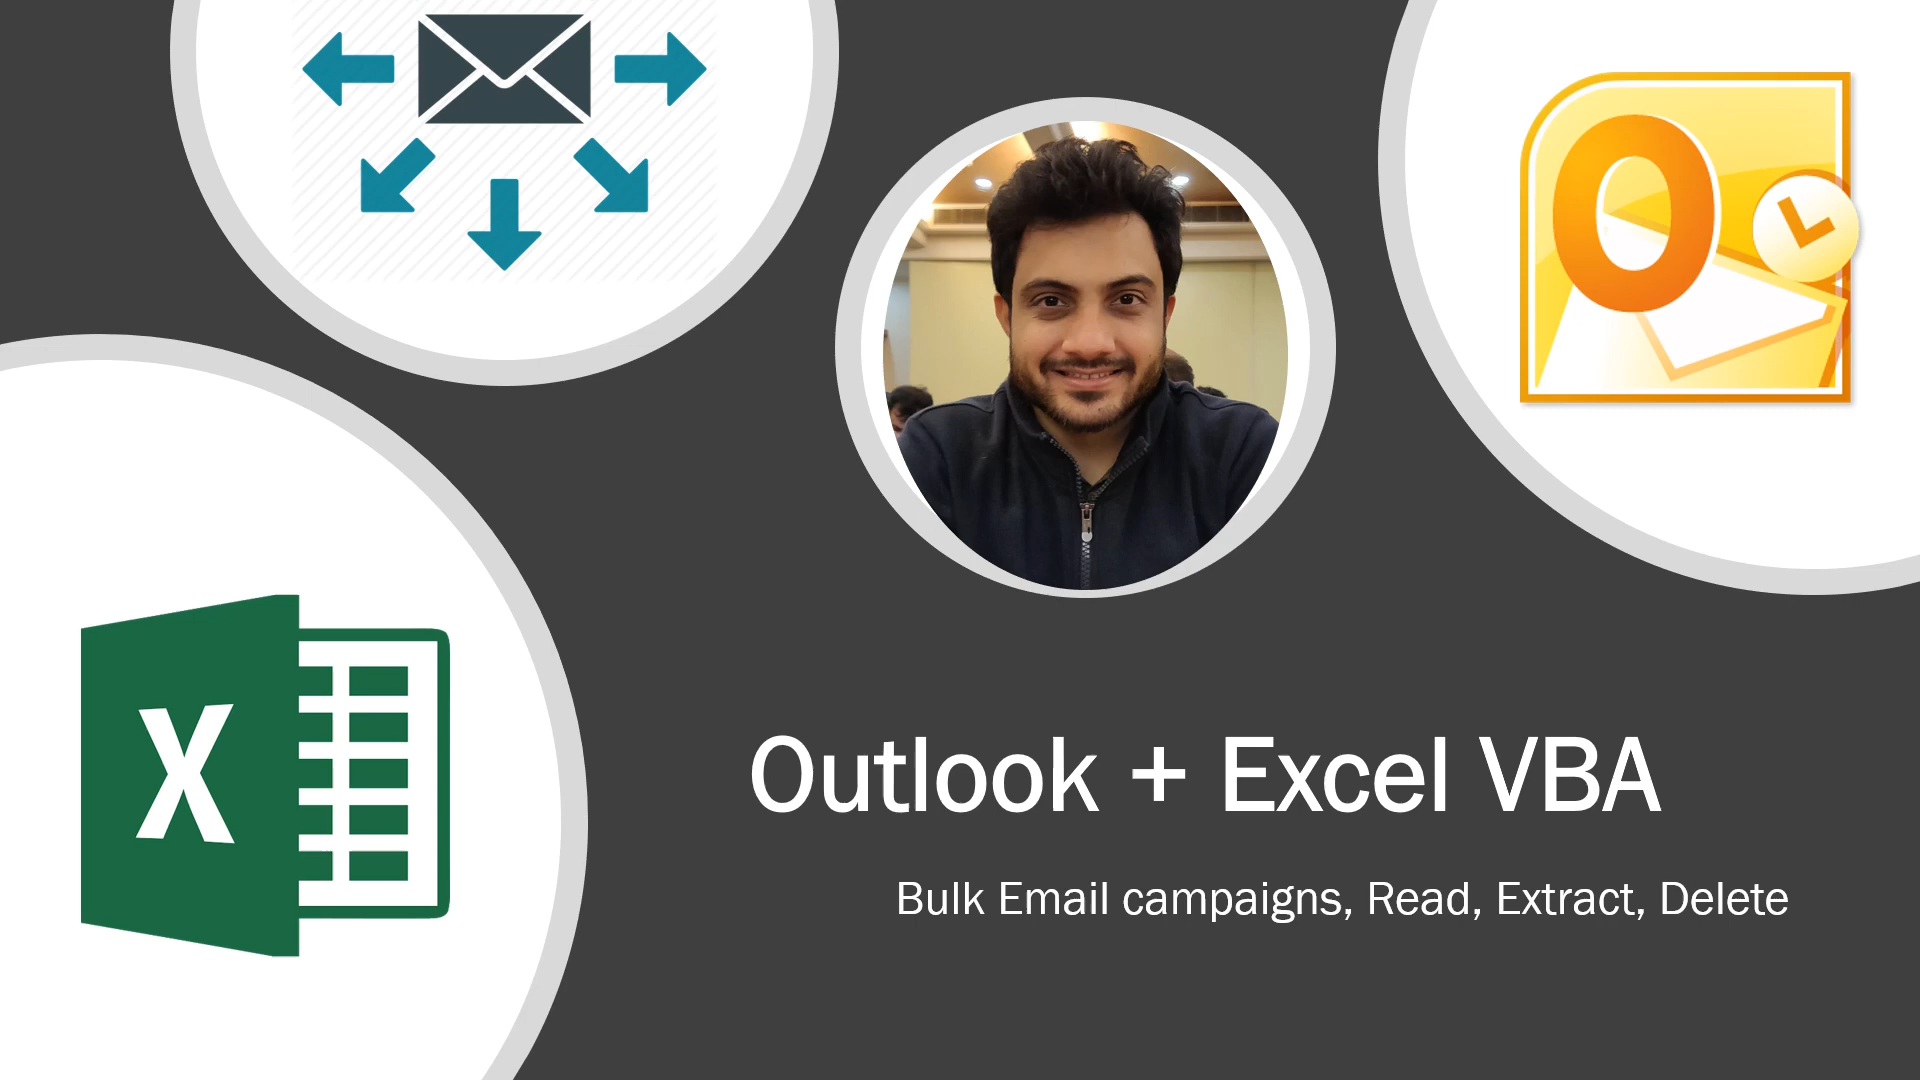 O
X
Outlook + Excel VBA
Bulk Email campaigns, Read, Extract, Delete